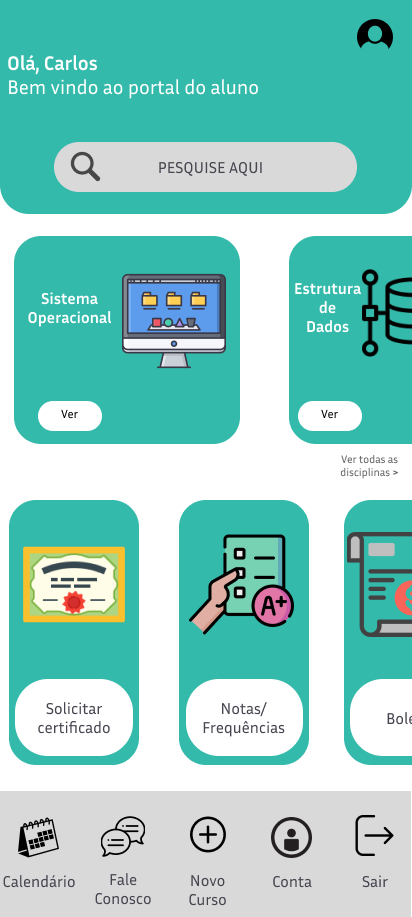 Olá, Carlos
Bem vindo ao portal do aluno
PESQUISE AQUI
Sistema
Operacional
Ver
Estrutura
de
Dados
Ver
Ver todas as
disciplinas >
A+
Solicitar
certificado
Notas/
Frequências
Bole
Calendário
Fale
Conosco
Novo
Curso
Conta
Sair